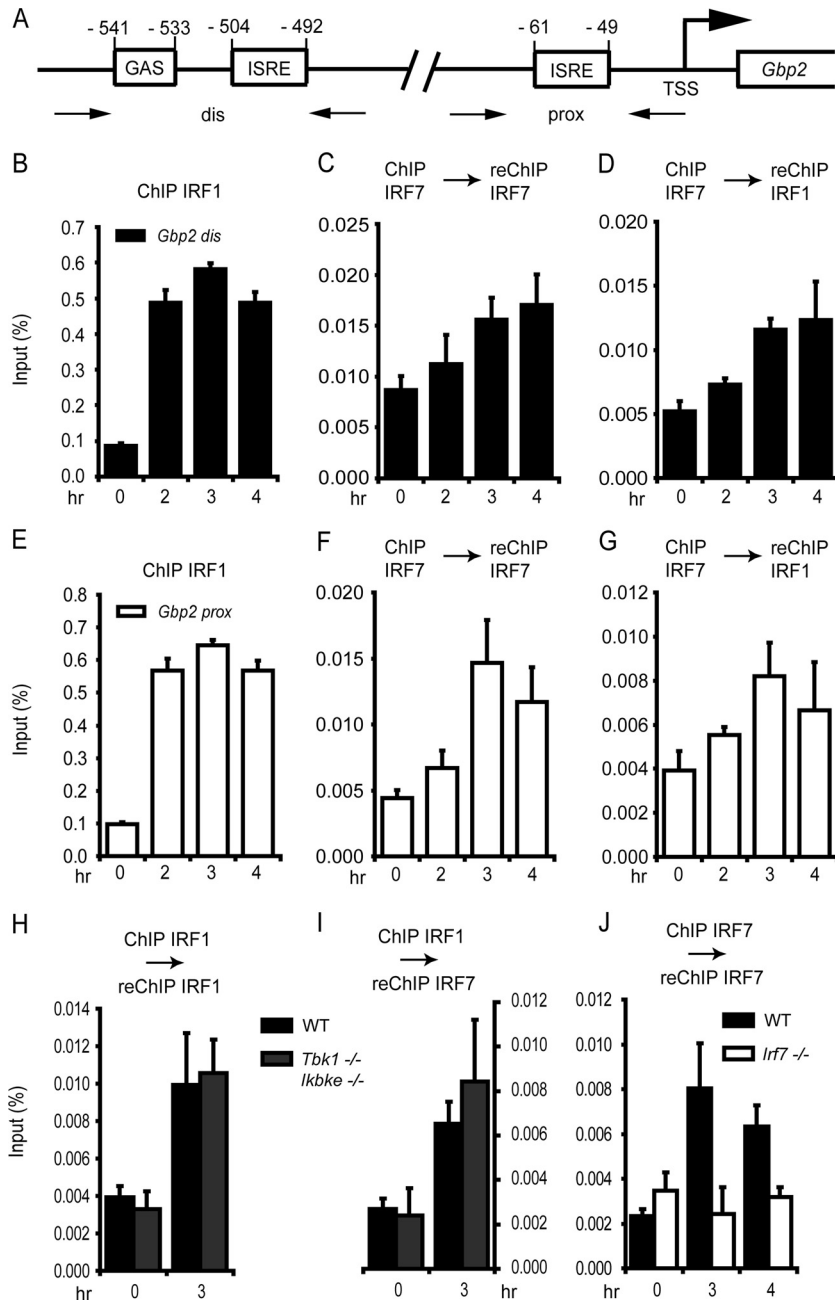 A
- 541
- 533
- 504
- 492
- 61
- 49
GAS
ISRE
ISRE
TSS
Gbp2
dis
prox
B
ChIP IRF1
Gbp2 dis
Input (%)
0.7
0.6
0.5
0.4
0.3
0.2
0.1
0.0
hr 0 2 3 4
C
ChIP IRF7
reChIP IRF7
0.025
0.020
0.015
0.010
0.005
0.000
0 2 3 4
D
ChIP IRF7
reChIP IRF1
0.020
0.015
0.010
0.005
0.000
hr 0 2 3 4
E
ChIP IRF1
Gbp2 prox
Input (%)
0.8
0.7
0.6
0.5
0.4
0.3
0.2
0.1
0.0
hr 0 2 3 4
F
ChIP IRF7
reChIP IRF7
0.020
0.015
0.010
0.005
0.000
0 2 3 4
G
ChIP IRF7
reChIP IRF1
0.012
0.010
0.008
0.006
0.004
0.002
0.000
hr 0 2 3 4
H
ChIP IRF1
reChIP IRF1
Input (%)
0.014
0.012
0.010
0.008
0.006
0.004
0.002
0.000
0 3
WT
Tbk1 -/-
Ikbke -/-
I
ChIP IRF1
reChIP IRF7
0.012
0.010
0.008
0.006
0.004
0.002
0.000
0 3 hr
J
ChIP IRF7
reChIP IRF7
WT
Irf7 -/-
0.012
0.010
0.008
0.006
0.004
0.002
0.000
0 3 4